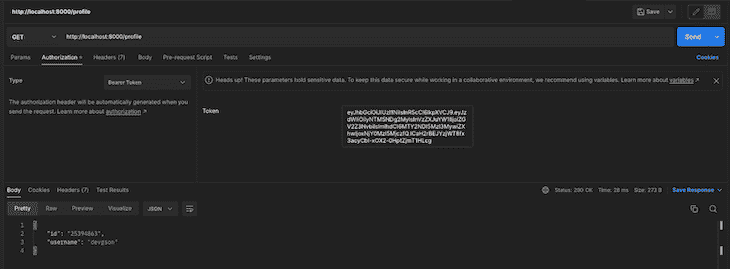 http://localhost:8000/profile
Save
GET http://localhost:8000/profile Send
Params Authorization Headers (7) Body Pre-request Script Tests Settings Cookies
Type Bearer Token
Heads up! These parameters hold sensitive data. To keep this data secure while working in a collaborative environment, we recommend using variables. Learn more about variables
The authorization header will be automatically generated when you
send the request. Learn more about authorization
Token
Body Cookies Headers (7) Test Results Status: 200 OK Time: 28 ms Size: 273 B Save Response
Pretty Raw Preview Visualize JSON
1 {
2 "id": "25394863",
3 "username": "devgson"
4 }